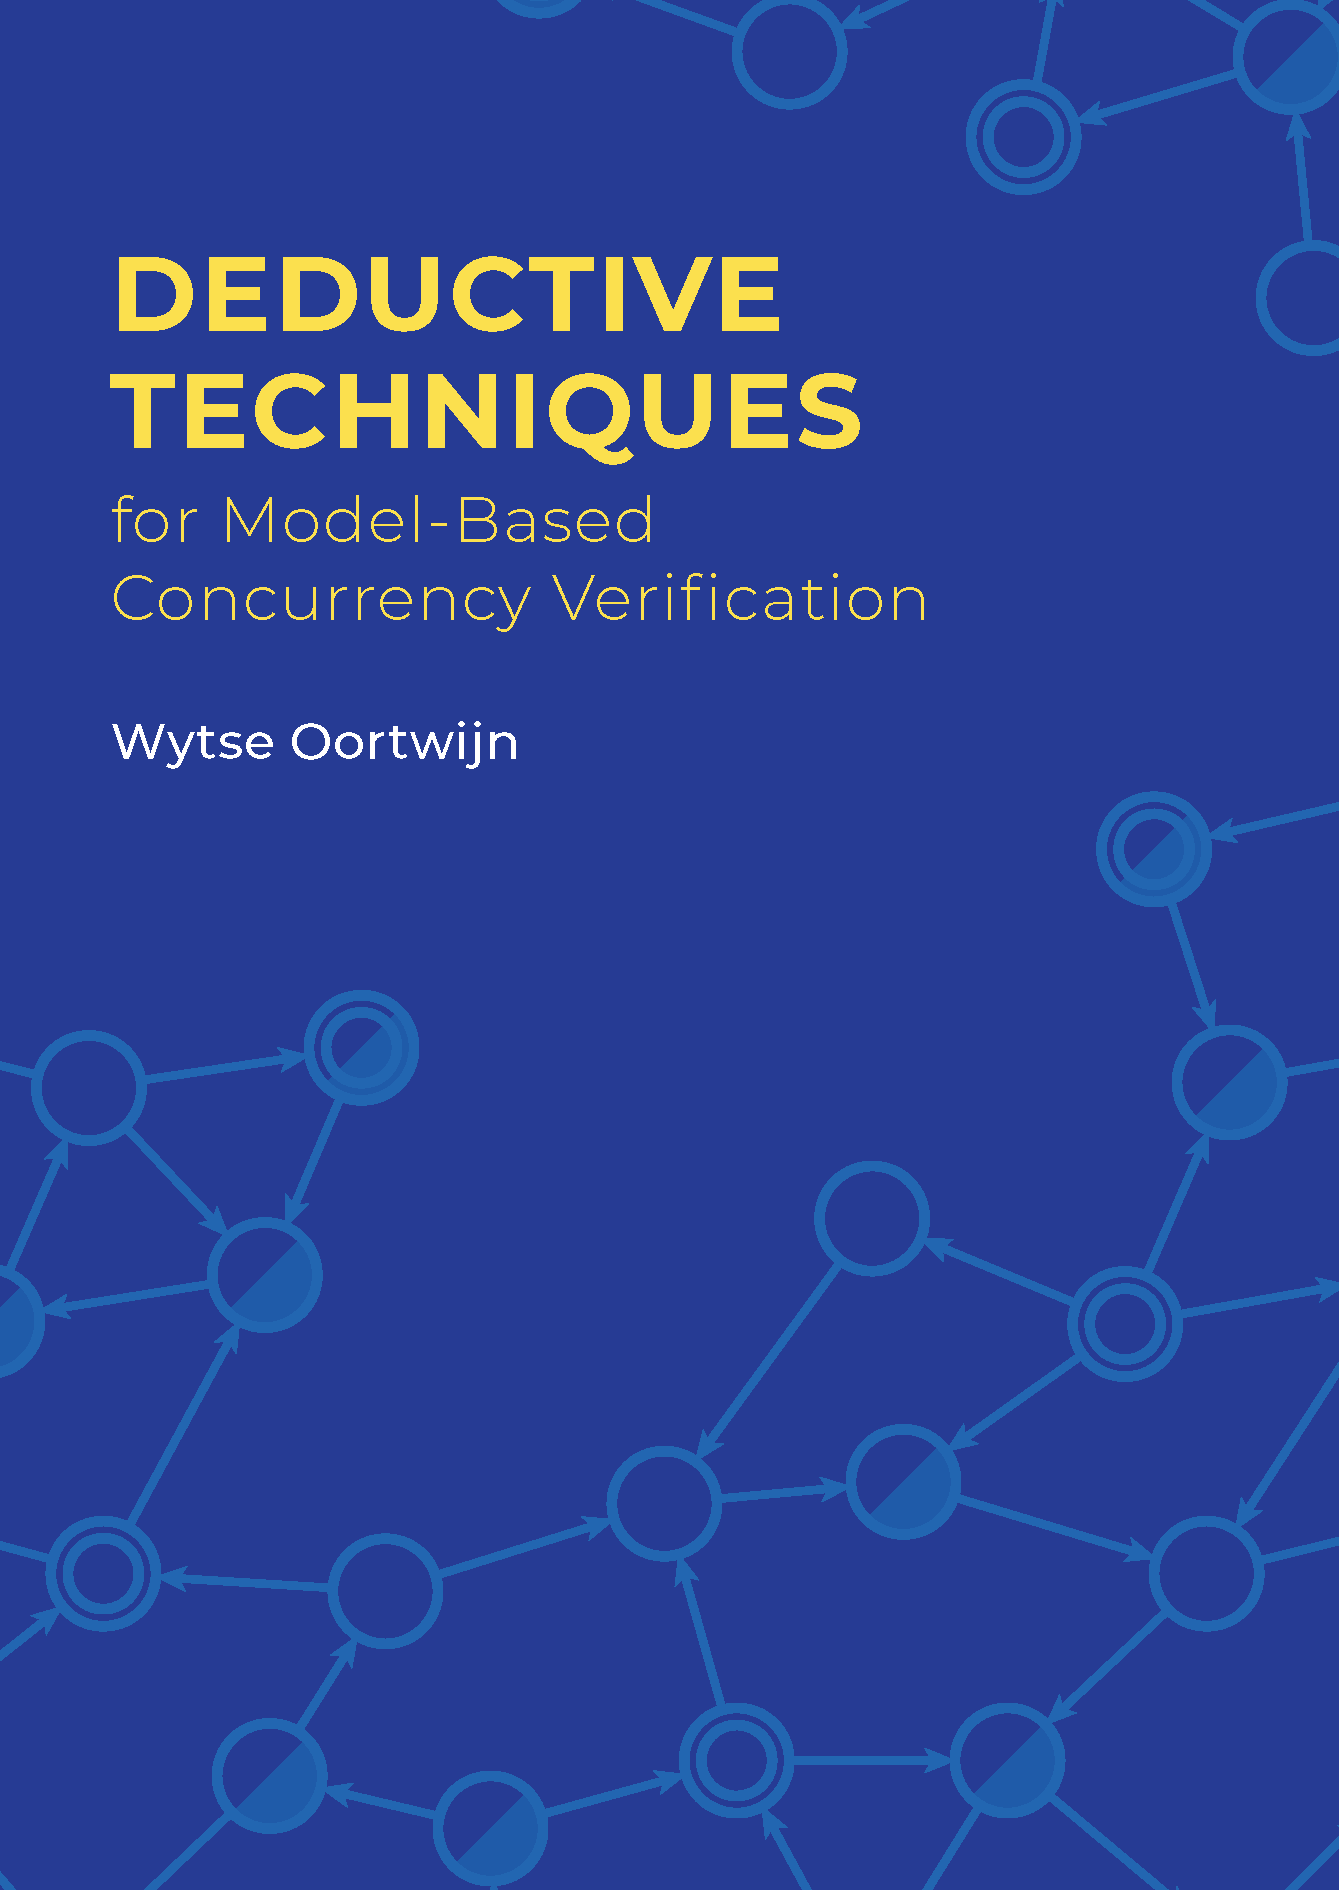 DEDUCTIVE
TECHNIQUES
for Model-Based
Concurrency Verification
Wytse Oortwijn